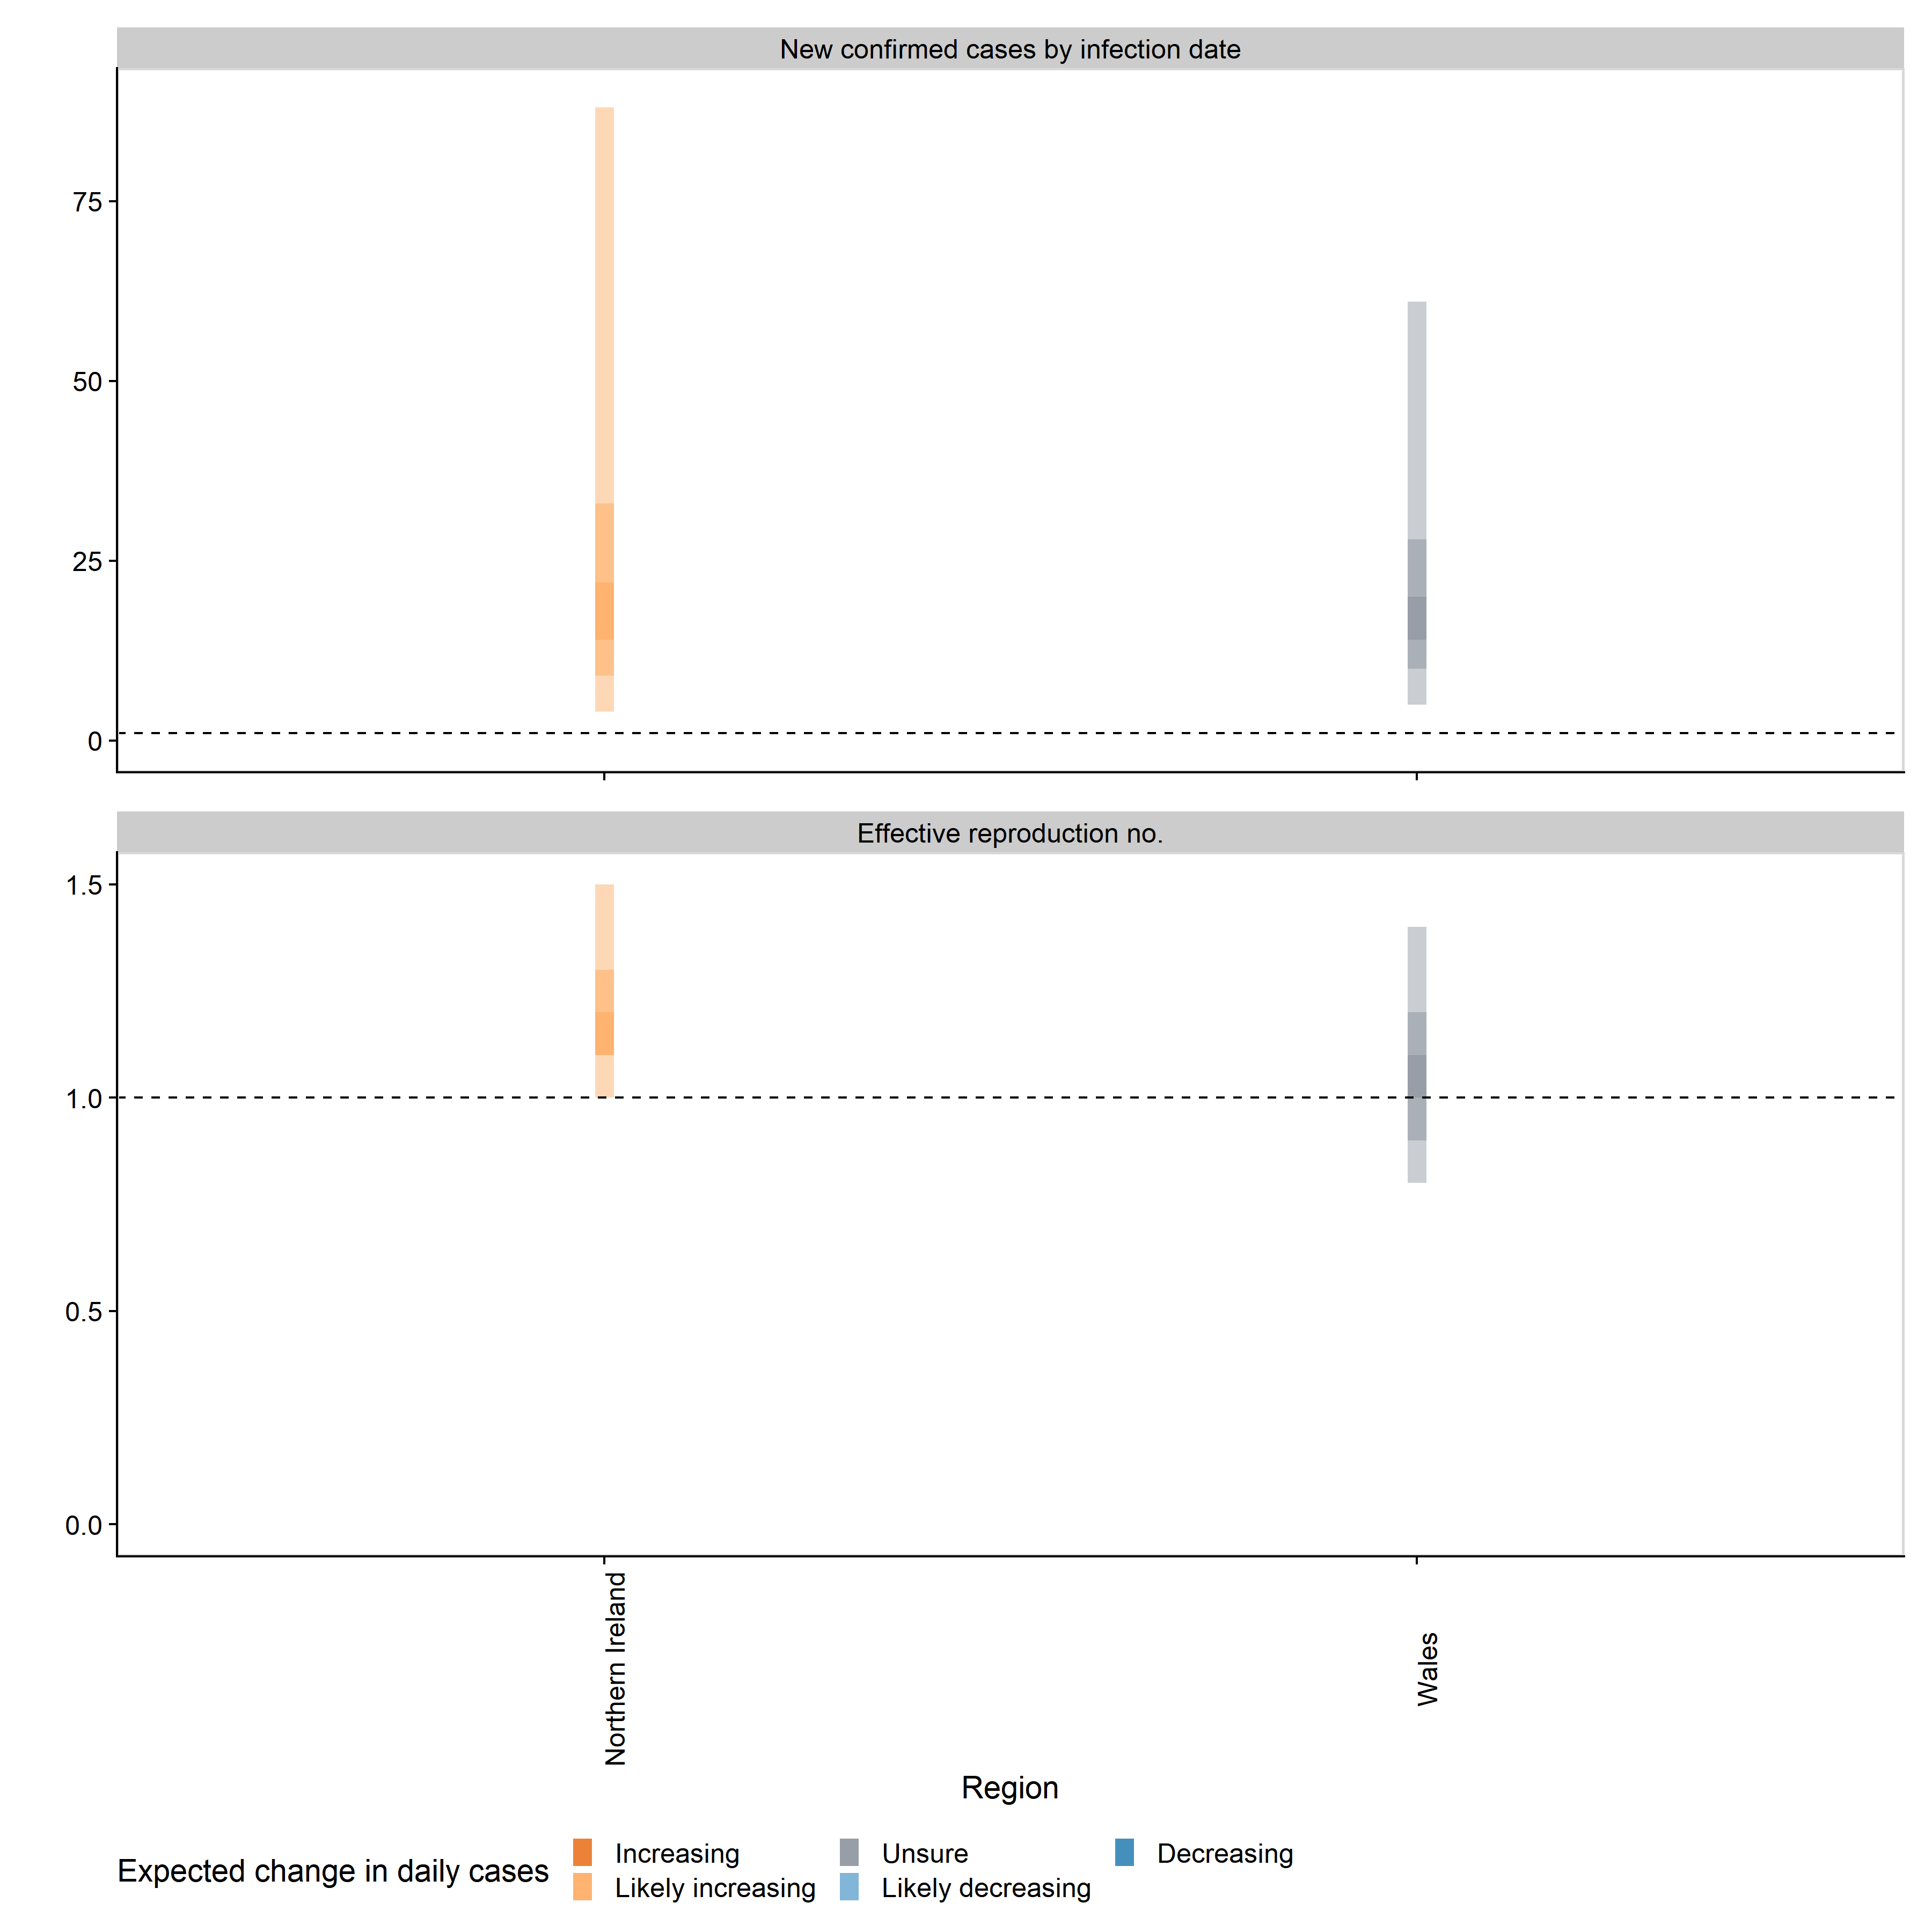 New confirmed cases by infection date
75
50
25
0
Effective reproduction no.
1.5
1.0
0.5
0.0
Northern Ireland
Wales
Region
Expected change in daily cases
Increasing
Unsure
Decreasing
Likely increasing
Likely decreasing